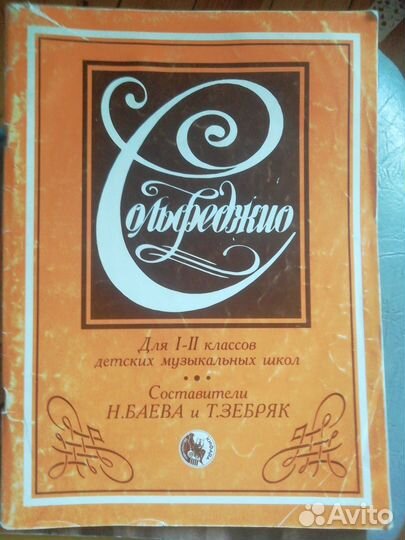 Сольфеджио
Для I-II классов
детских музыкальных школ
Составители
Н.БАЕВА и Т.ЗЕБРЯК
Avito